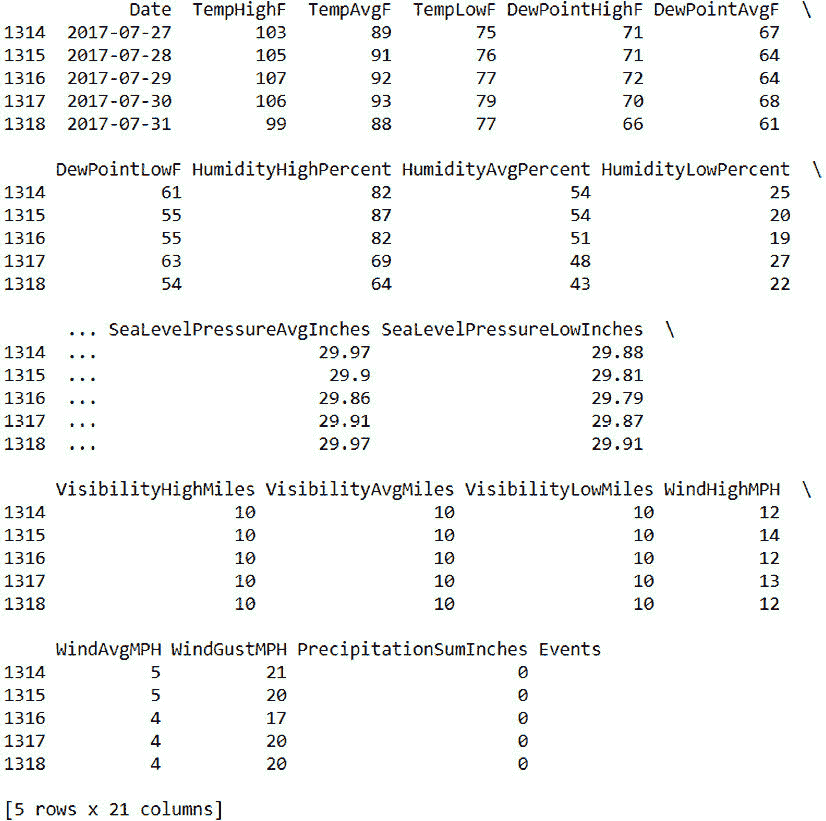 Date TempHighF TempAvgF TempLowF DewPointHighF DewPointAvgF \
1314 2017-07-27 103 89 75 71 67
1315 2017-07-28 105 91 76 71 64
1316 2017-07-29 107 92 77 72 64
1317 2017-07-30 106 93 79 70 68
1318 2017-07-31 99 88 77 66 61
DewPointLowF HumidityHighPercent HumidityAvgPercent HumidityLowPercent \
1314 61 82 54 25
1315 55 87 54 20
1316 55 82 51 19
1317 63 69 48 27
1318 54 64 43 22
... SeaLevelPressureAvgInches SeaLevelPressureLowInches \
1314 ... 29.97 29.88
1315 ... 29.9 29.81
1316 ... 29.86 29.79
1317 ... 29.91 29.87
1318 ... 29.97 29.91
VisibilityHighMiles VisibilityAvgMiles VisibilityLowMiles WindHighMPH \
1314 10 10 10 12
1315 10 10 10 14
1316 10 10 10 12
1317 10 10 10 13
1318 10 10 10 12
WindAvgMPH WindGustMPH PrecipitationSumInches Events
1314 5 21 0
1315 5 20 0
1316 4 17 0
1317 4 20 0
1318 4 20 0
[5 rows x 21 columns]